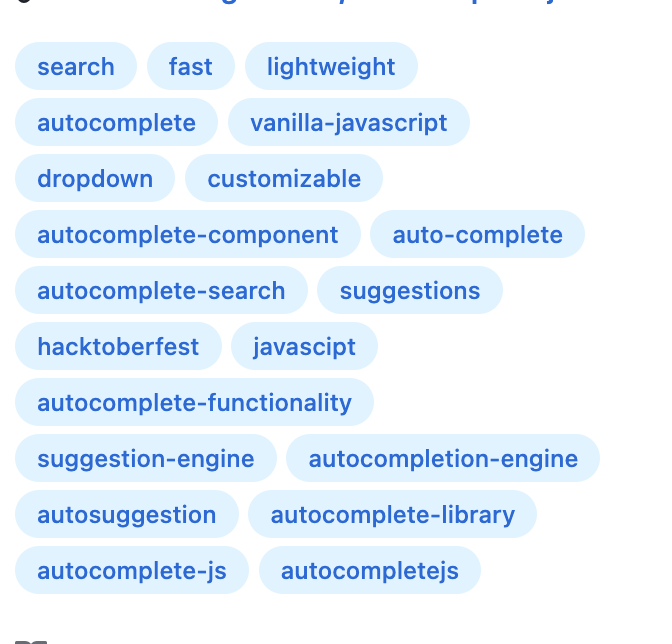 search fast lightweight
autocomplete vanilla-javascript
dropdown customizable
autocomplete-component auto-complete
autocomplete-search suggestions
hacktoberfest javascipt
autocomplete-functionality
suggestion-engine autocompletion-engine
autosuggestion autocomplete-library
autocomplete-js autocompletejs